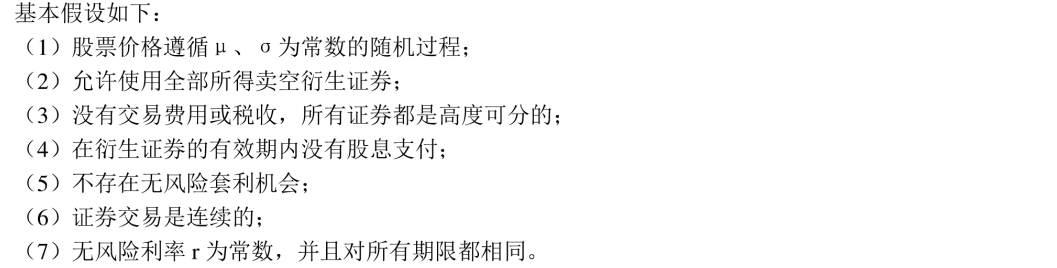 基本假设如下：
（1）股票价格遵循μ、σ为常数的随机过程；
（2）允许使用全部所得卖空衍生证券；
（3）没有交易费用或税收，所有证券都是高度可分的；
（4）在衍生证券的有效期内没有股息支付；
（5）不存在无风险套利机会；
（6）证券交易是连续的；
（7）无风险利率 r 为常数，并且对所有期限都相同。